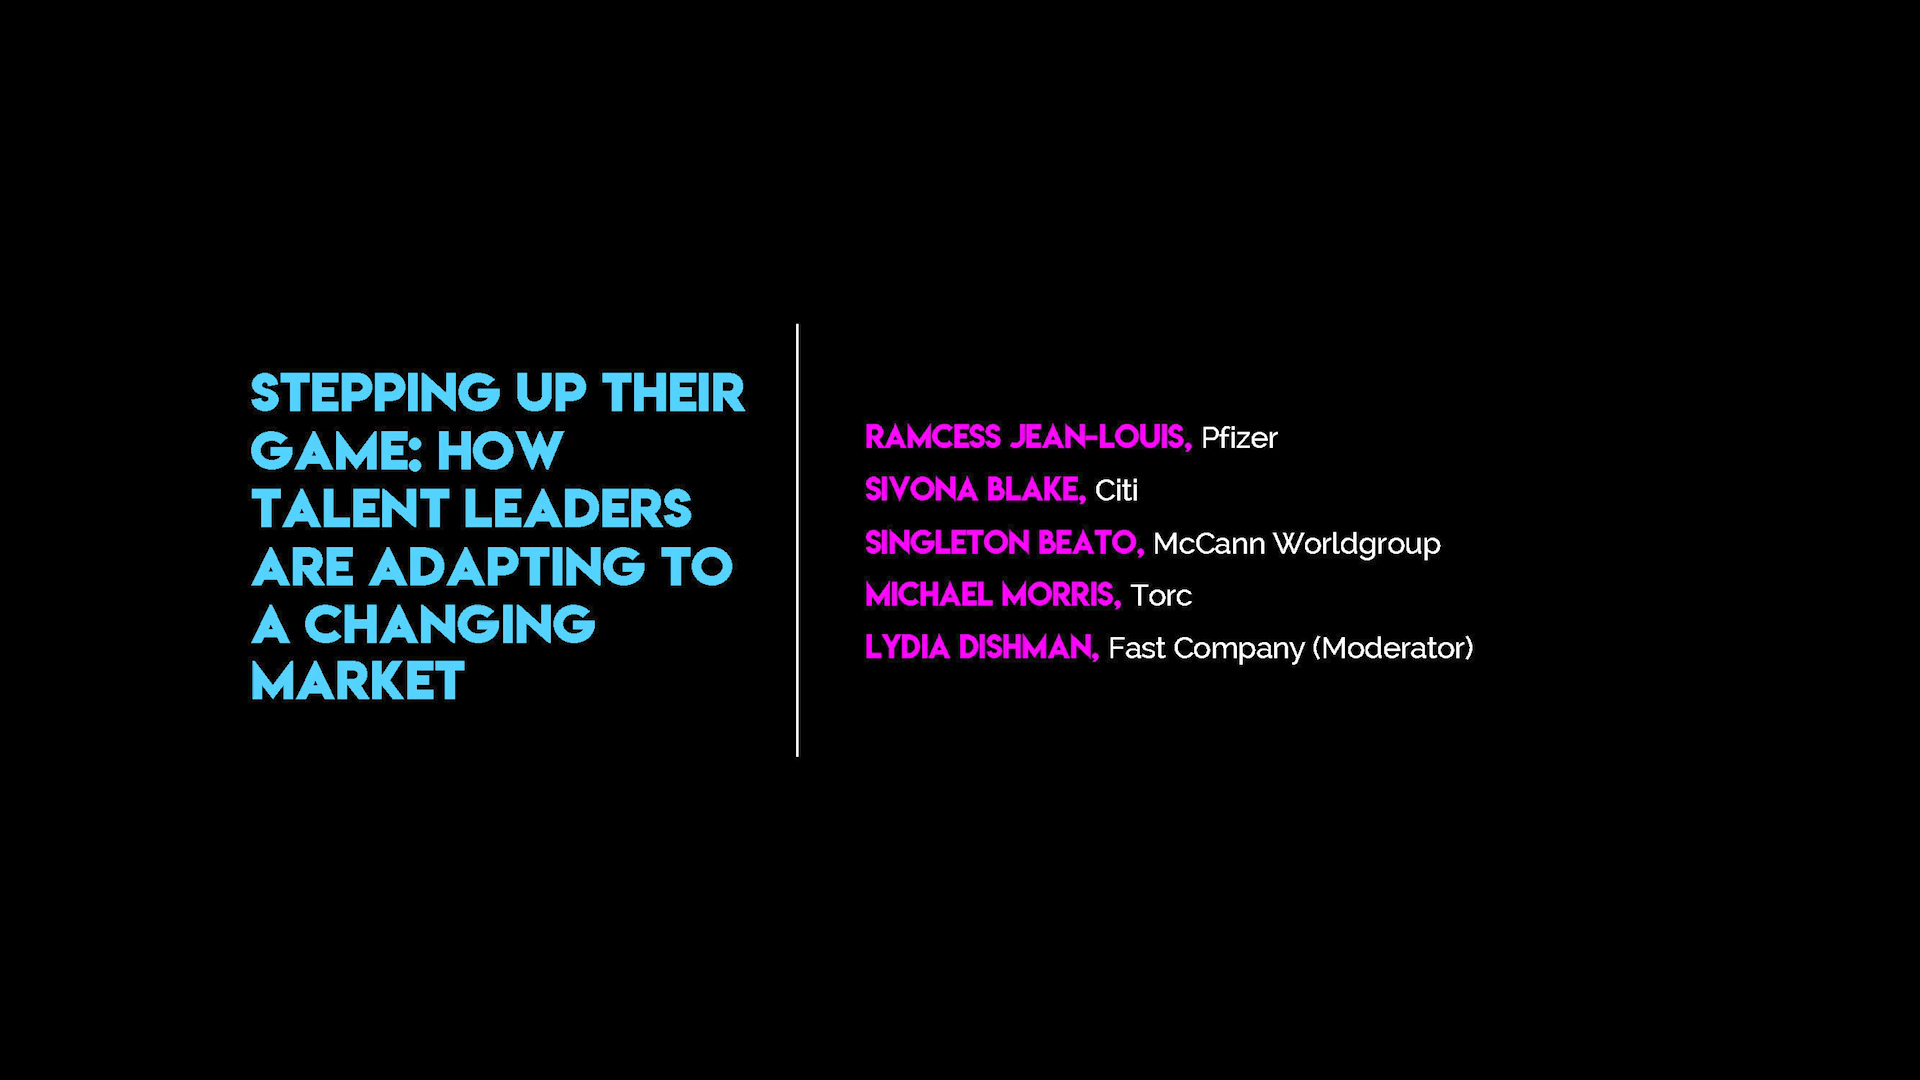 STEPPING UP THEIR
GAME: HOW
TALENT LEADERS
ARE ADAPTING TO
A CHANGING
MARKET
RAMCESS JEAN-LOUIS, Pfizer
SIVONA BLAKE, Citi
SINGLETON BEATO, McCann Worldgroup
MICHAEL MORRIS, Torc
LYDIA DISHMAN, Fast Company (Moderator)